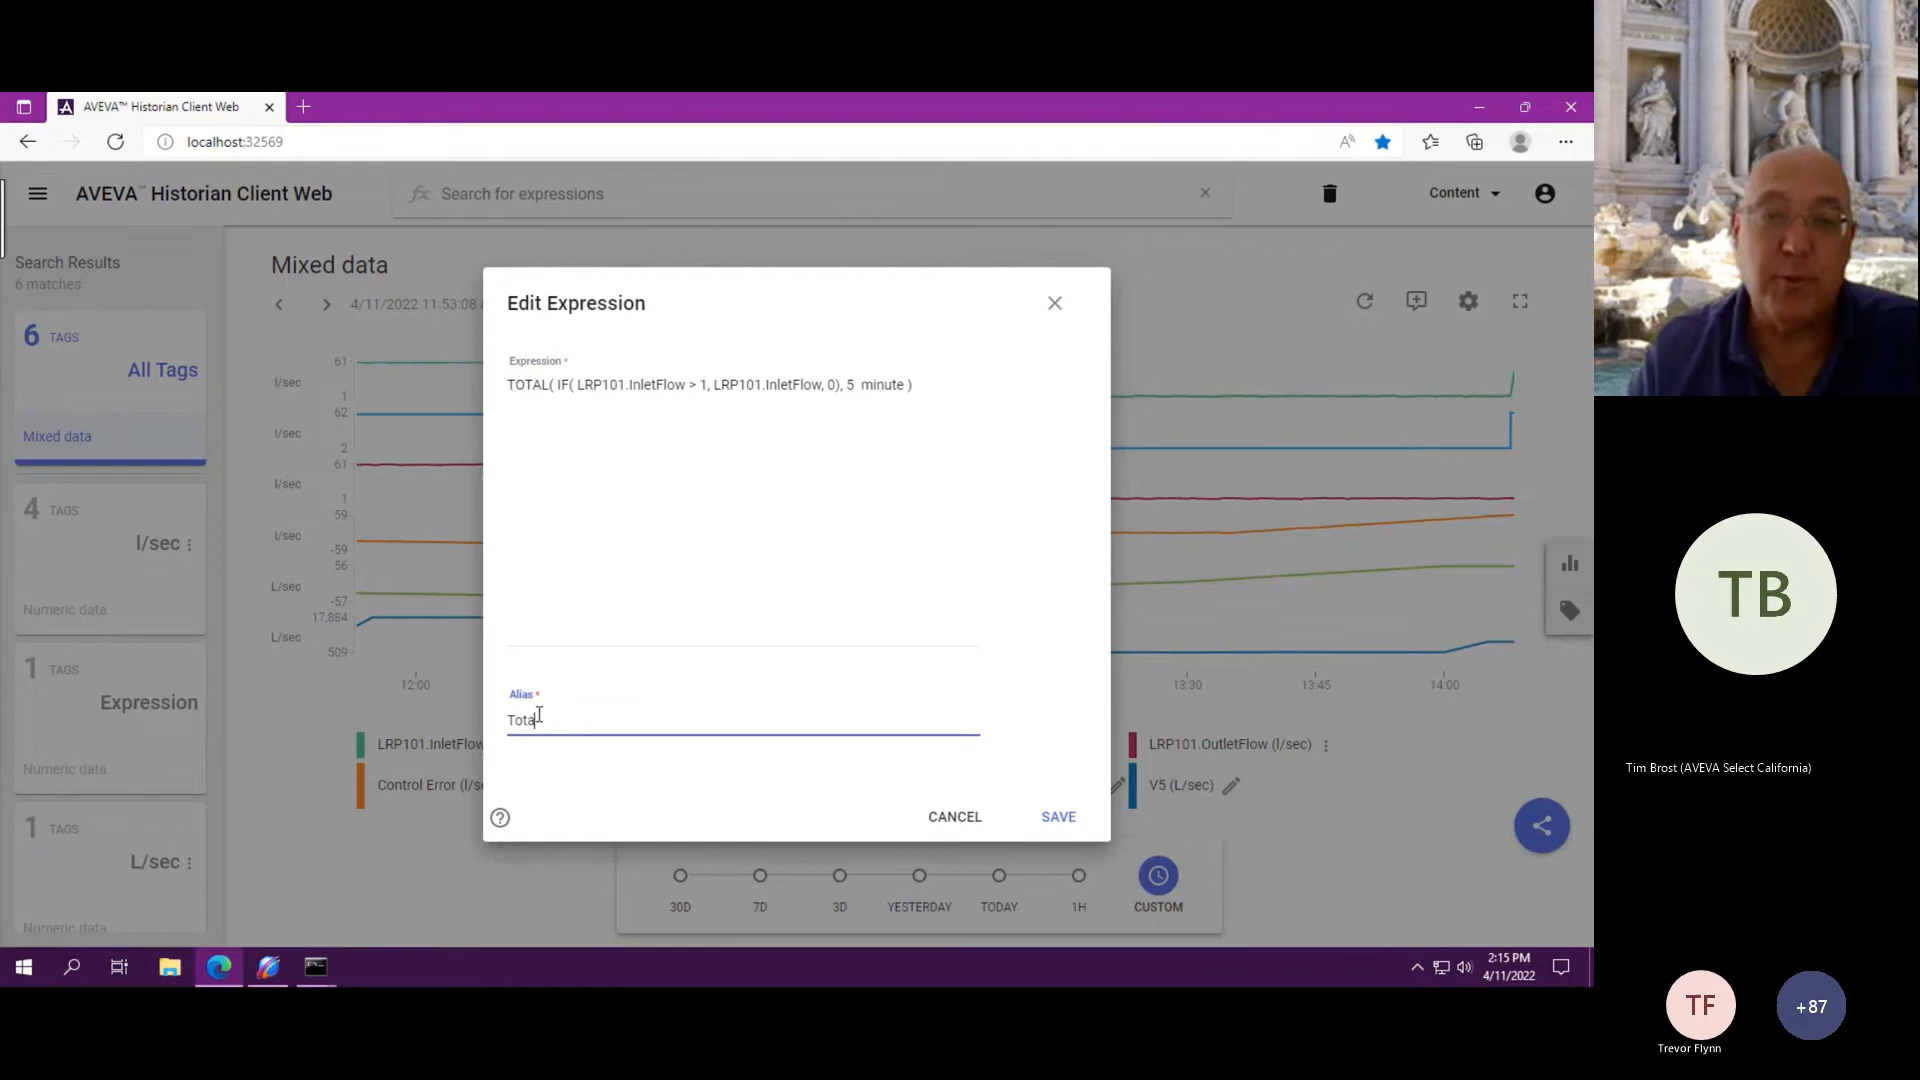 AVEVA™ Historian Client Web
localhost:32569
AVEVA™ Historian Client Web
fx Search for expressions
Content
Search Results
6 matches
6 TAGS
All Tags
Mixed data
4 TAGS
l/sec
Numeric data
1 TAGS
Expression
Numeric data
1 TAGS
L/sec
Numeric data
Mixed data
4/11/2022 11:53:08
61
l/sec
1
62
l/sec
2
61
l/sec
1
59
l/sec
-59
56
L/sec
-57
17,884
L/sec
509
12:00
13:30
13:45
14:00
LRP101.InletFlow
LRP101.OutletFlow (l/sec)
Control Error (l/se
V5 (L/sec)
Edit Expression
Expression *
TOTAL( IF( LRP101.InletFlow > 1, LRP101.InletFlow, 0), 5 minute )
Alias *
Tota
CANCEL
SAVE
30D
7D
3D
YESTERDAY
TODAY
1H
CUSTOM
2:15 PM
4/11/2022
TB
Tim Brost (AVEVA Select California)
TF
Trevor Flynn
+87